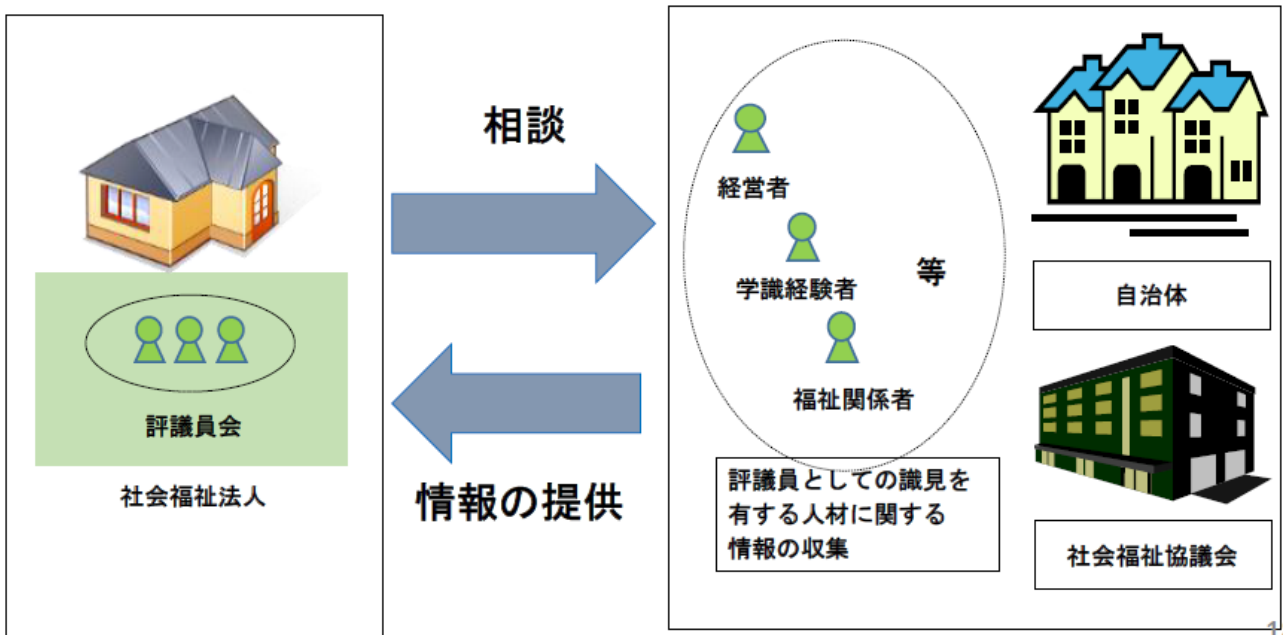 評議員会
社会福祉法人
相談
情報の提供
経営者
学識経験者
等
福祉関係者
評議員としての識見を
有する人材に関する
情報の収集
自治体
社会福祉協議会
1